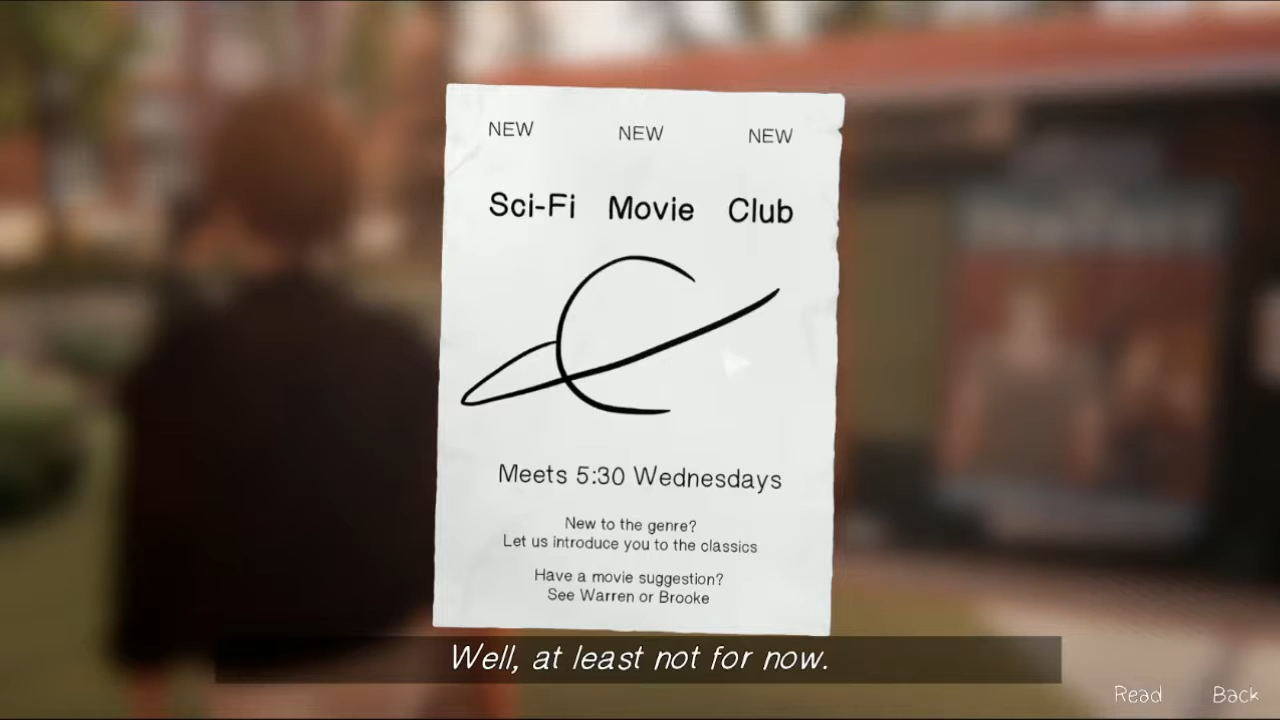 NEW NEW NEW
Sci-Fi Movie Club
Meets 5:30 Wednesdays
New to the genre?
Let us introduce you to the classics
Have a movie suggestion?
See Warren or Brooke
Well, at least not for now.
Read Back